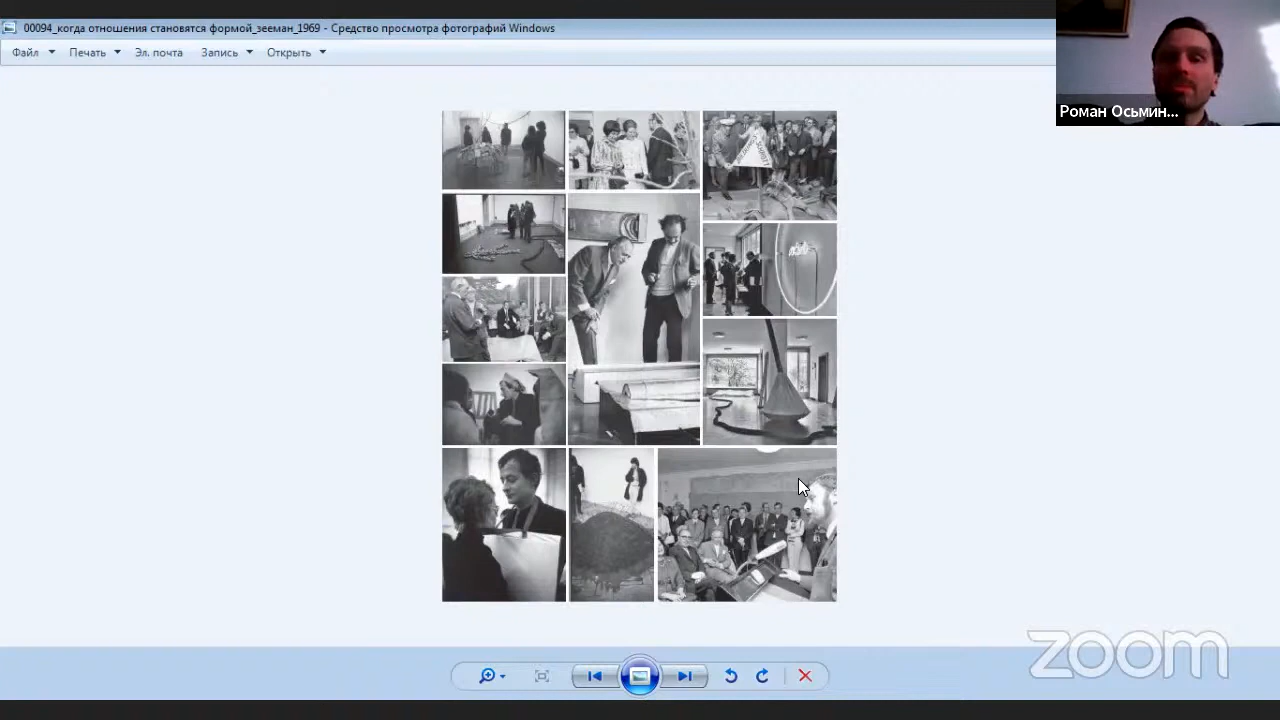 00094_когда отношения становятся формой_зееман_1969 - Средство просмотра фотографий Windows
Файл Печать Эл. почта Запись Открыть
Роман Осьмин...
zoom